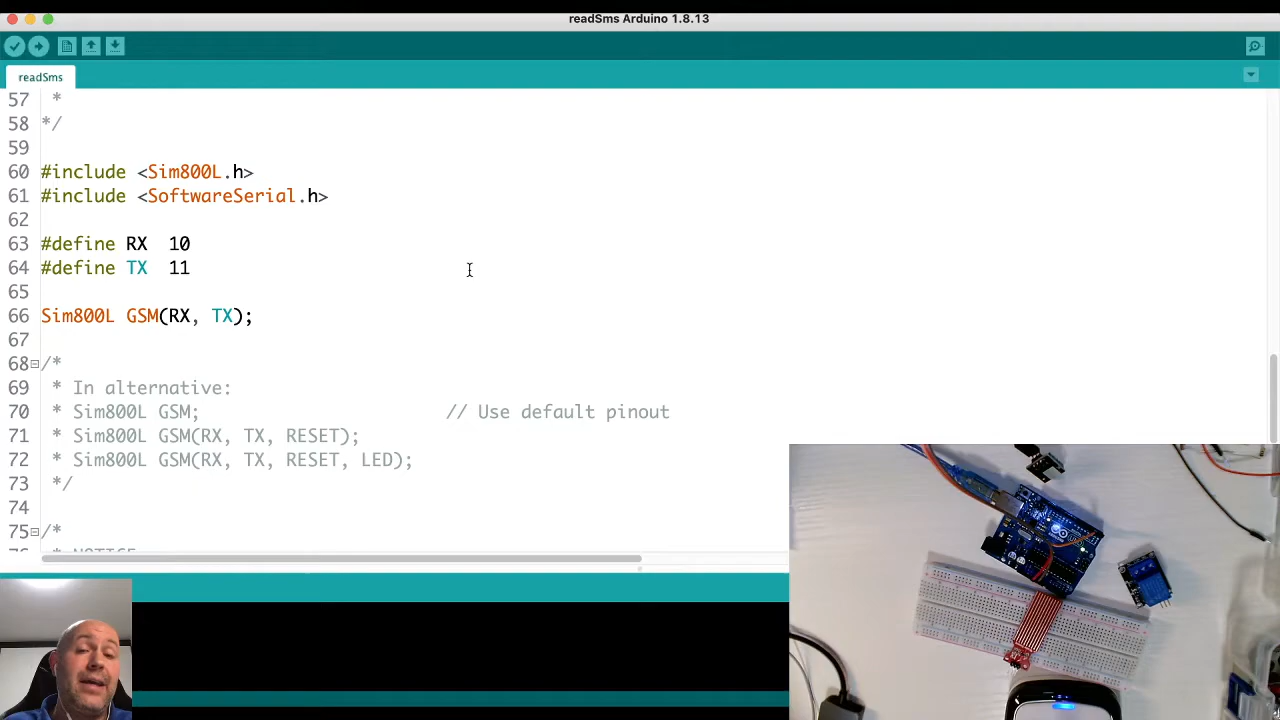 readSms Arduino 1.8.13
readSms
57 *
58 */
59
60 #include <Sim800L.h>
61 #include <SoftwareSerial.h>
62
63 #define RX 10
64 #define TX 11
65
66 Sim800L GSM(RX, TX);
67
68 /*
69 * In alternative:
70 * Sim800L GSM; // Use default pinout
71 * Sim800L GSM(RX, TX, RESET);
72 * Sim800L GSM(RX, TX, RESET, LED);
73 */
74
75 /*
76 * NOTICE